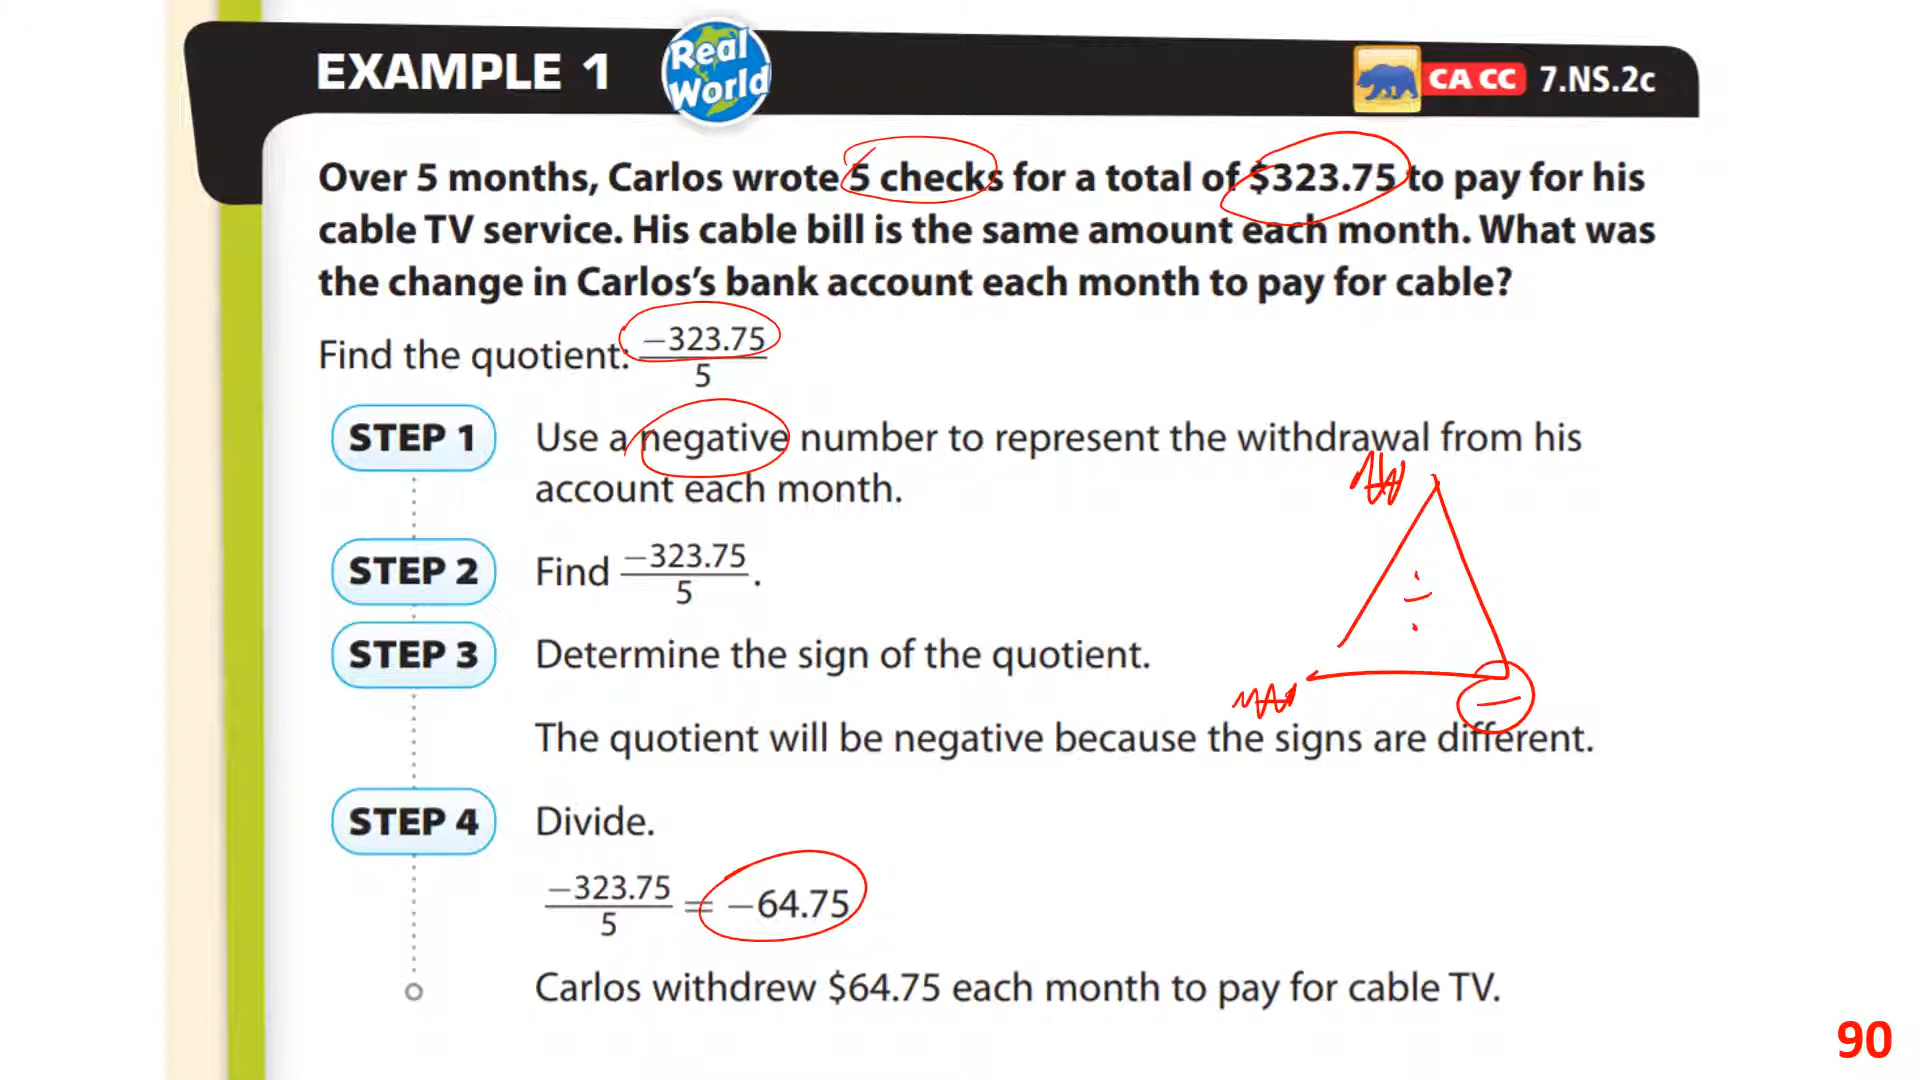 EXAMPLE 1
Real
World
CA CC 7.NS.2c
Over 5 months, Carlos wrote 5 checks for a total of $323.75 to pay for his
cable TV service. His cable bill is the same amount each month. What was
the change in Carlos's bank account each month to pay for cable?
Find the quotient: −323.75/5
STEP 1 Use a negative number to represent the withdrawal from his
account each month.
STEP 2 Find −323.75/5.
STEP 3 Determine the sign of the quotient.
÷
−
The quotient will be negative because the signs are different.
STEP 4 Divide.
−323.75/5 = −64.75
Carlos withdrew $64.75 each month to pay for cable TV.
90